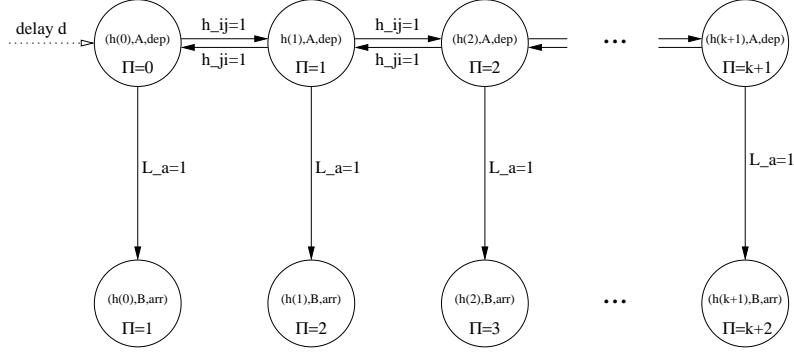 delay d
(h(0),A,dep)
Π=0
h_ij=1
h_ji=1
(h(1),A,dep)
Π=1
h_ij=1
h_ji=1
(h(2),A,dep)
Π=2
...
(h(k+1),A,dep)
Π=k+1
L_a=1
L_a=1
L_a=1
L_a=1
(h(0),B,arr)
Π=1
(h(1),B,arr)
Π=2
(h(2),B,arr)
Π=3
...
(h(k+1),B,arr)
Π=k+2